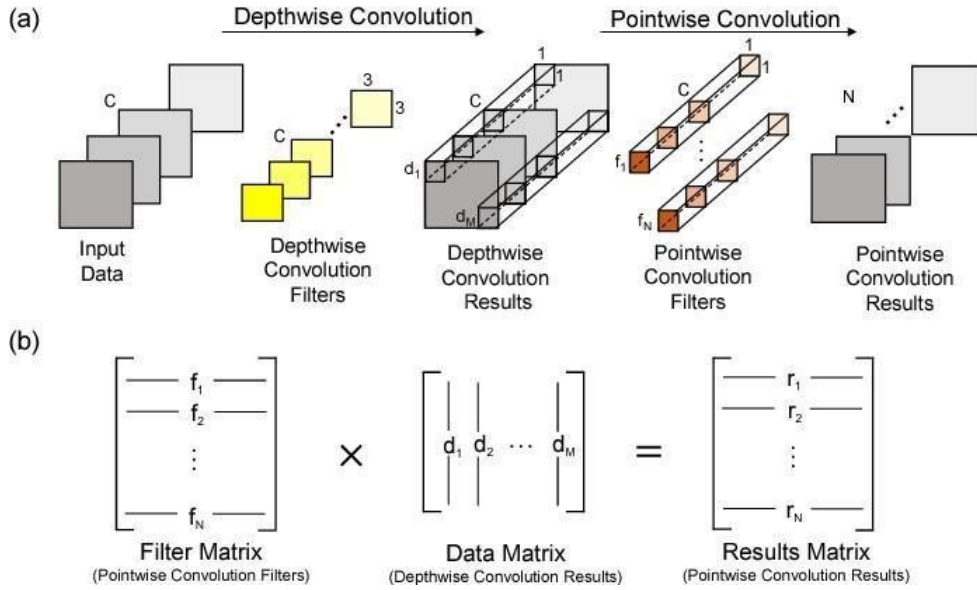 (a)
Depthwise Convolution
Pointwise Convolution
C
3
3
C
1
1
C
d1
dM
1
1
C
f1
⋮
fN
N
Input
Data
Depthwise
Convolution
Filters
Depthwise
Convolution
Results
Pointwise
Convolution
Filters
Pointwise
Convolution
Results
(b)
f1
f2
⋮
fN
×
d1 d2 ⋯ dM
=
r1
r2
⋮
rN
Filter Matrix
(Pointwise Convolution Filters)
Data Matrix
(Depthwise Convolution Results)
Results Matrix
(Pointwise Convolution Results)